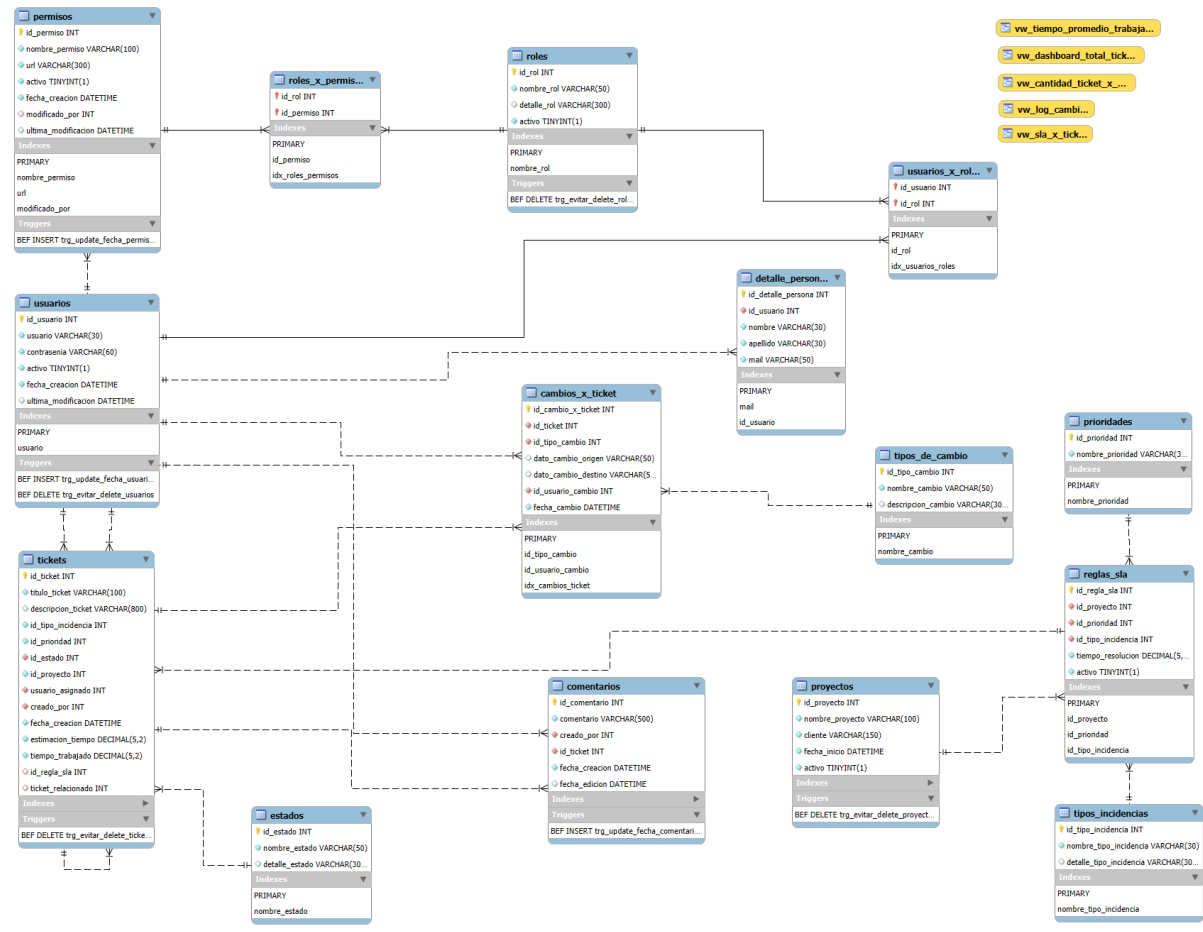 permisos
id_permiso INT
nombre_permiso VARCHAR(100)
url VARCHAR(300)
activo TINYINT(1)
fecha_creacion DATETIME
modificado_por INT
ultima_modificacion DATETIME
Indexes
PRIMARY
nombre_permiso
url
modificado_por
Triggers
BEF INSERT trg_update_fecha_permis...
roles_x_permis...
id_rol INT
id_permiso INT
Indexes
PRIMARY
id_permiso
idx_roles_permisos
roles
id_rol INT
nombre_rol VARCHAR(50)
detalle_rol VARCHAR(300)
activo TINYINT(1)
Indexes
PRIMARY
nombre_rol
Triggers
BEF DELETE trg_evitar_delete_rol...
vw_tiempo_promedio_trabaja...
vw_dashboard_total_tick...
vw_cantidad_ticket_x_...
vw_log_cambi...
vw_sla_x_tick...
usuarios_x_rol...
id_usuario INT
id_rol INT
Indexes
PRIMARY
id_rol
idx_usuarios_roles
usuarios
id_usuario INT
usuario VARCHAR(30)
contrasenia VARCHAR(60)
activo TINYINT(1)
fecha_creacion DATETIME
ultima_modificacion DATETIME
Indexes
PRIMARY
usuario
Triggers
BEF INSERT trg_update_fecha_usuari...
BEF DELETE trg_evitar_delete_usuarios
detalle_person...
id_detalle_persona INT
id_usuario INT
nombre VARCHAR(30)
apellido VARCHAR(30)
mail VARCHAR(50)
Indexes
PRIMARY
mail
id_usuario
cambios_x_ticket
id_cambio_x_ticket INT
id_ticket INT
id_tipo_cambio INT
dato_cambio_origen VARCHAR(50)
dato_cambio_destino VARCHAR(5...
id_usuario_cambio INT
fecha_cambio DATETIME
Indexes
PRIMARY
id_tipo_cambio
id_usuario_cambio
idx_cambios_ticket
tipos_de_cambio
id_tipo_cambio INT
nombre_cambio VARCHAR(50)
descripcion_cambio VARCHAR(30...
Indexes
PRIMARY
nombre_cambio
prioridades
id_prioridad INT
nombre_prioridad VARCHAR(3...
Indexes
PRIMARY
nombre_prioridad
tickets
id_ticket INT
titulo_ticket VARCHAR(100)
descripcion_ticket VARCHAR(800)
id_tipo_incidencia INT
id_prioridad INT
id_estado INT
id_proyecto INT
usuario_asignado INT
creado_por INT
fecha_creacion DATETIME
estimacion_tiempo DECIMAL(5,2)
tiempo_trabajado DECIMAL(5,2)
id_regla_sla INT
ticket_relacionado INT
Indexes
Triggers
BEF DELETE trg_evitar_delete_ticke...
reglas_sla
id_regla_sla INT
id_proyecto INT
id_prioridad INT
id_tipo_incidencia INT
tiempo_resolucion DECIMAL(5,...
activo TINYINT(1)
Indexes
PRIMARY
id_proyecto
id_prioridad
id_tipo_incidencia
comentarios
id_comentario INT
comentario VARCHAR(500)
creado_por INT
id_ticket INT
fecha_creacion DATETIME
fecha_edicion DATETIME
Indexes
Triggers
BEF INSERT trg_update_fecha_comentari...
proyectos
id_proyecto INT
nombre_proyecto VARCHAR(100)
cliente VARCHAR(150)
fecha_inicio DATETIME
activo TINYINT(1)
Indexes
Triggers
BEF DELETE trg_evitar_delete_proyect...
estados
id_estado INT
nombre_estado VARCHAR(50)
detalle_estado VARCHAR(30...
Indexes
PRIMARY
nombre_estado
tipos_incidencias
id_tipo_incidencia INT
nombre_tipo_incidencia VARCHAR(30)
detalle_tipo_incidencia VARCHAR(30...
Indexes
PRIMARY
nombre_tipo_incidencia